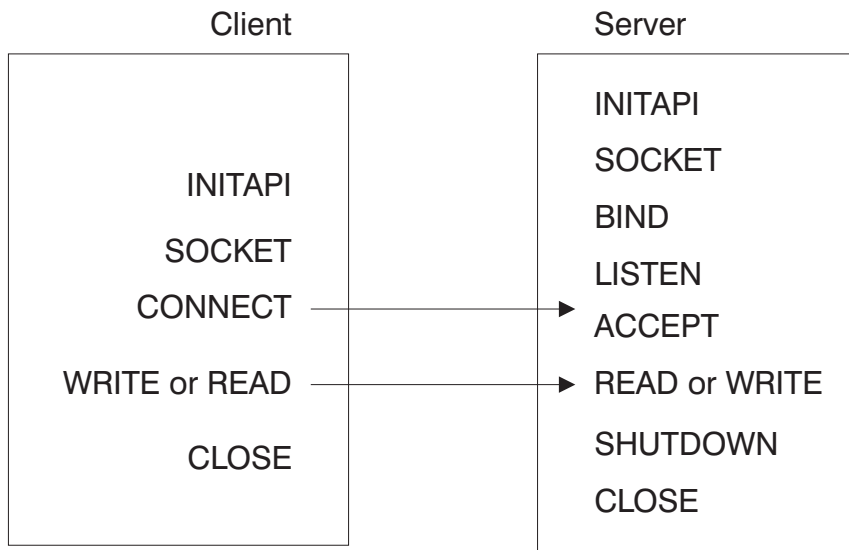 Client
Server
INITAPI
SOCKET
CONNECT
WRITE or READ
CLOSE
INITAPI
SOCKET
BIND
LISTEN
ACCEPT
READ or WRITE
SHUTDOWN
CLOSE